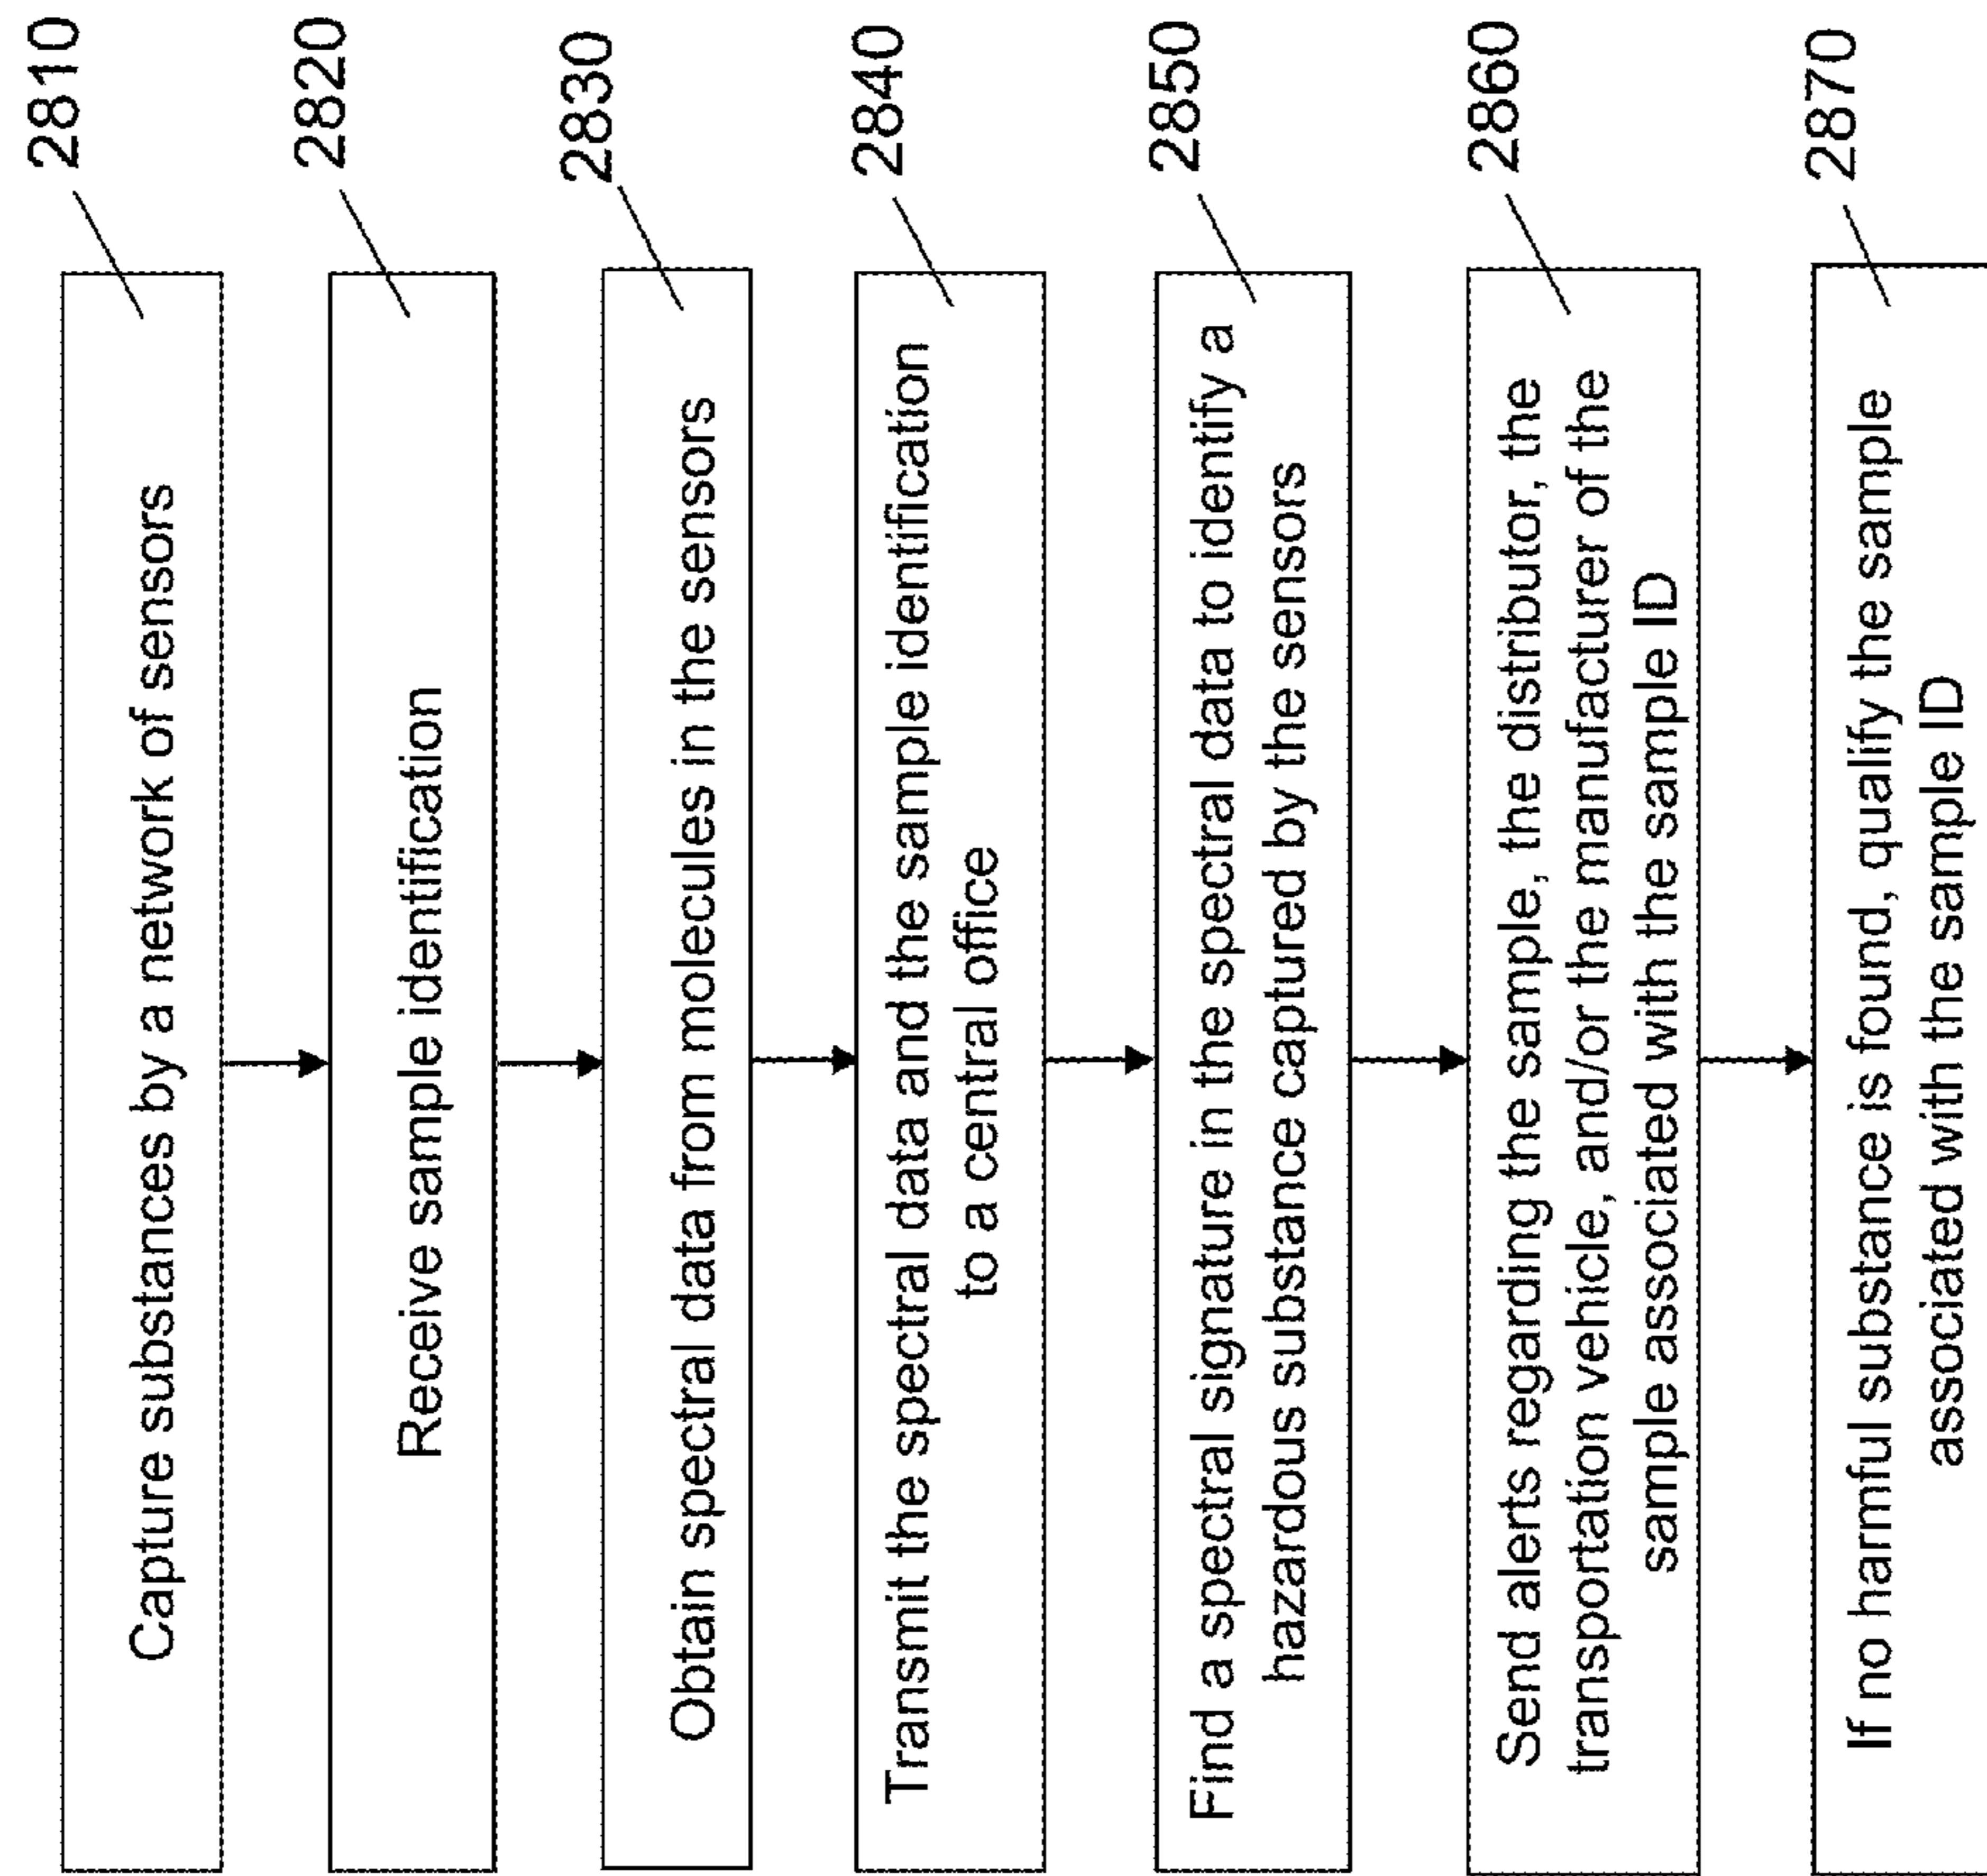 2810
Capture substances by a network of sensors
2820
Receive sample identification
2830
Obtain spectral data from molecules in the sensors
2840
Transmit the spectral data and the sample identification
to a central office
2850
Find a spectral signature in the spectral data to identify a
hazardous substance captured by the sensors
2860
Send alerts regarding the sample, the distributor, the
transportation vehicle, and/or the manufacturer of the
sample associated with the sample ID
2870
If no harmful substance is found, qualify the sample
associated with the sample ID